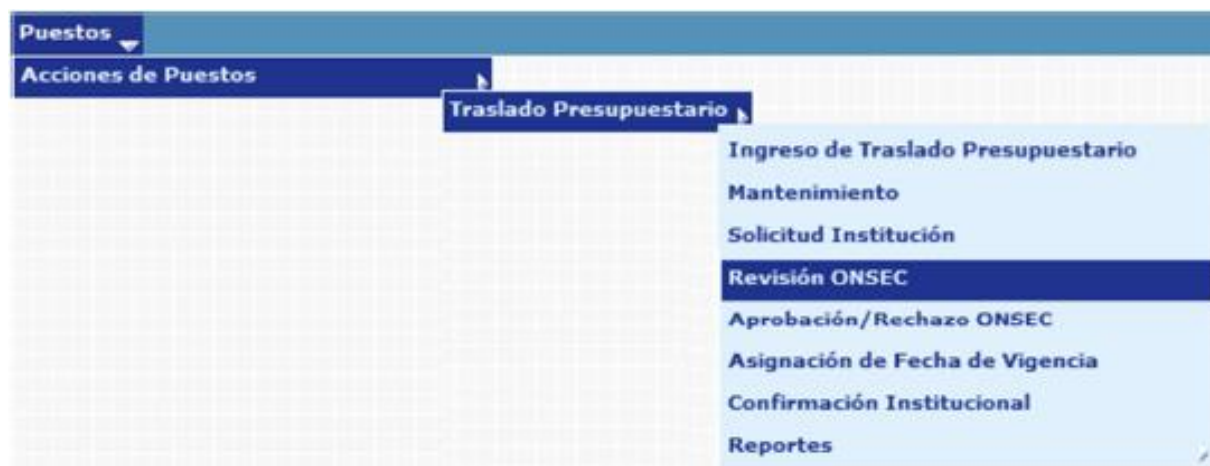 Puestos
Acciones de Puestos
Traslado Presupuestario
Ingreso de Traslado Presupuestario
Mantenimiento
Solicitud Institución
Revisión ONSEC
Aprobación/Rechazo ONSEC
Asignación de Fecha de Vigencia
Confirmación Institucional
Reportes